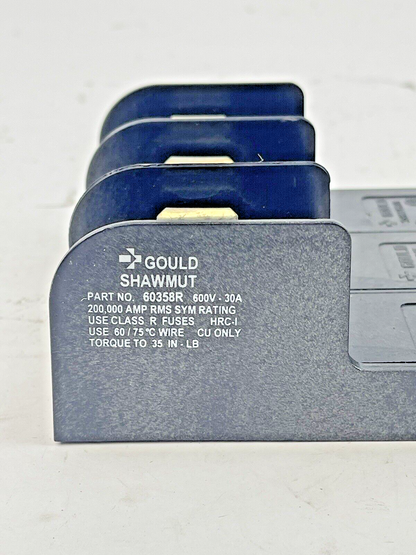 GOULD
SHAWMUT
PART NO. 60358R 600V - 30A
200,000 AMP RMS SYM RATING
USE CLASS R FUSES HRC-I
USE 60 / 75 °C WIRE CU ONLY
TORQUE TO 35 IN - LB